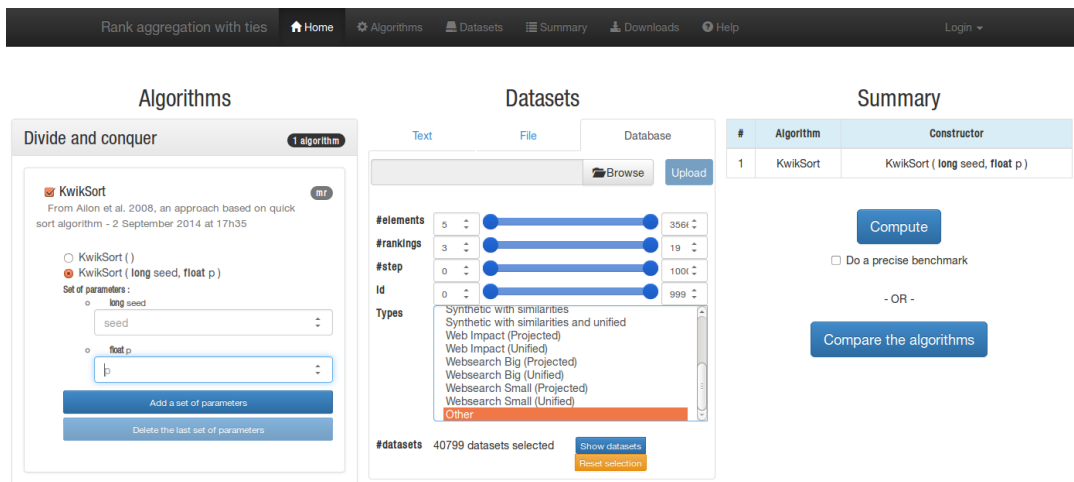 Rank aggregation with ties Home Algorithms Datasets Summary Downloads Help Login
Algorithms
Divide and conquer 1 algorithm
KwikSort mr
From Ailon et al. 2008, an approach based on quick
sort algorithm - 2 September 2014 at 17h35
KwikSort ( )
KwikSort ( long seed, float p )
Set of parameters :
long seed
seed
float p
p
Add a set of parameters
Delete the last set of parameters
Datasets
Text File Database
Browse Upload
#elements 5
#rankings 3 19
#step 0
Id 0 999
Types
Synthetic with similarities
Synthetic with similarities and unified
Web Impact (Projected)
Web Impact (Unified)
Websearch Big (Projected)
Websearch Big (Unified)
Websearch Small (Projected)
Websearch Small (Unified)
Other
#datasets 40799 datasets selected Show datasets
Reset selection
Summary
# Algorithm Constructor
1 KwikSort KwikSort ( long seed, float p )
Compute
Do a precise benchmark
- OR -
Compare the algorithms